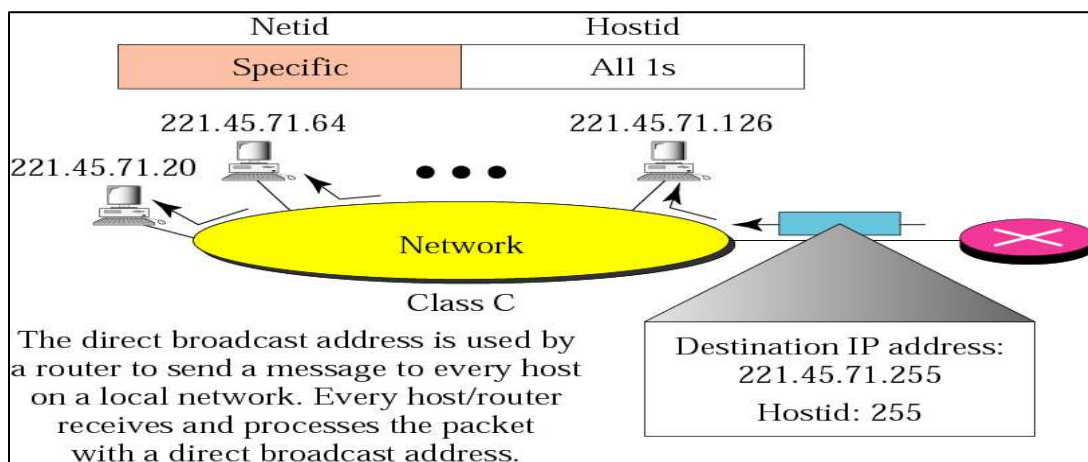 Netid Hostid
Specific All 1s
221.45.71.64 221.45.71.126
221.45.71.20
Network
Class C
The direct broadcast address is used by
a router to send a message to every host
on a local network. Every host/router
receives and processes the packet
with a direct broadcast address.
Destination IP address:
221.45.71.255
Hostid: 255